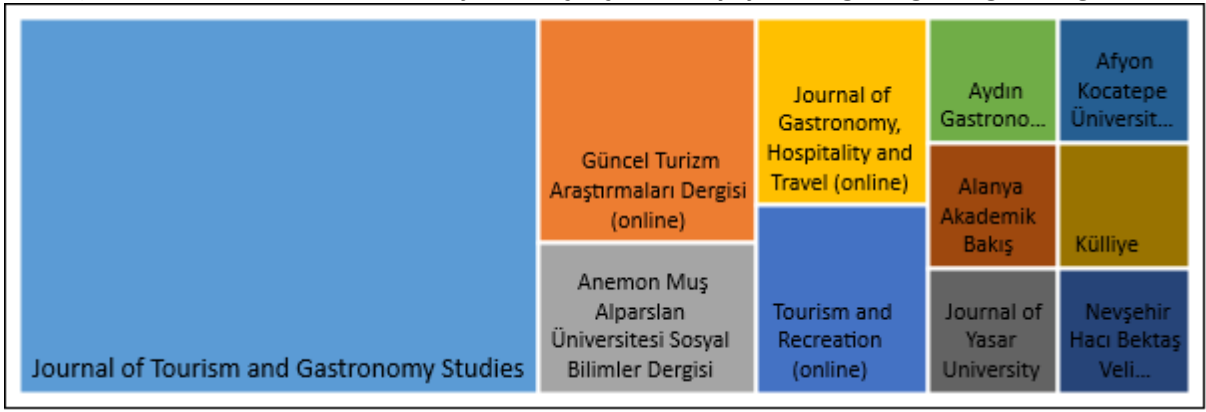 Journal of Tourism and Gastronomy Studies
Güncel Turizm
Araştırmaları Dergisi
(online)
Anemon Muş
Alparslan
Üniversitesi Sosyal
Bilimler Dergisi
Journal of
Gastronomy,
Hospitality and
Travel (online)
Tourism and
Recreation
(online)
Aydın
Gastrono...
Alanya
Akademik
Bakış
Journal of
Yasar
University
Afyon
Kocatepe
Üniversit...
Külliye
Nevşehir
Hacı Bektaş
Veli...